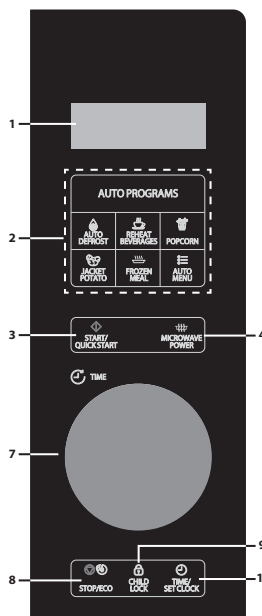 1
AUTO PROGRAMS
2
AUTO
DEFROST
REHEAT
BEVERAGES
POPCORN
JACKET
POTATO
FROZEN
MEAL
AUTO
MENU
3
START/
QUICK START
MICROWAVE
POWER
4
TIME
7
9
8
STOP/ECO
CHILD
LOCK
TIME/
SET CLOCK
1